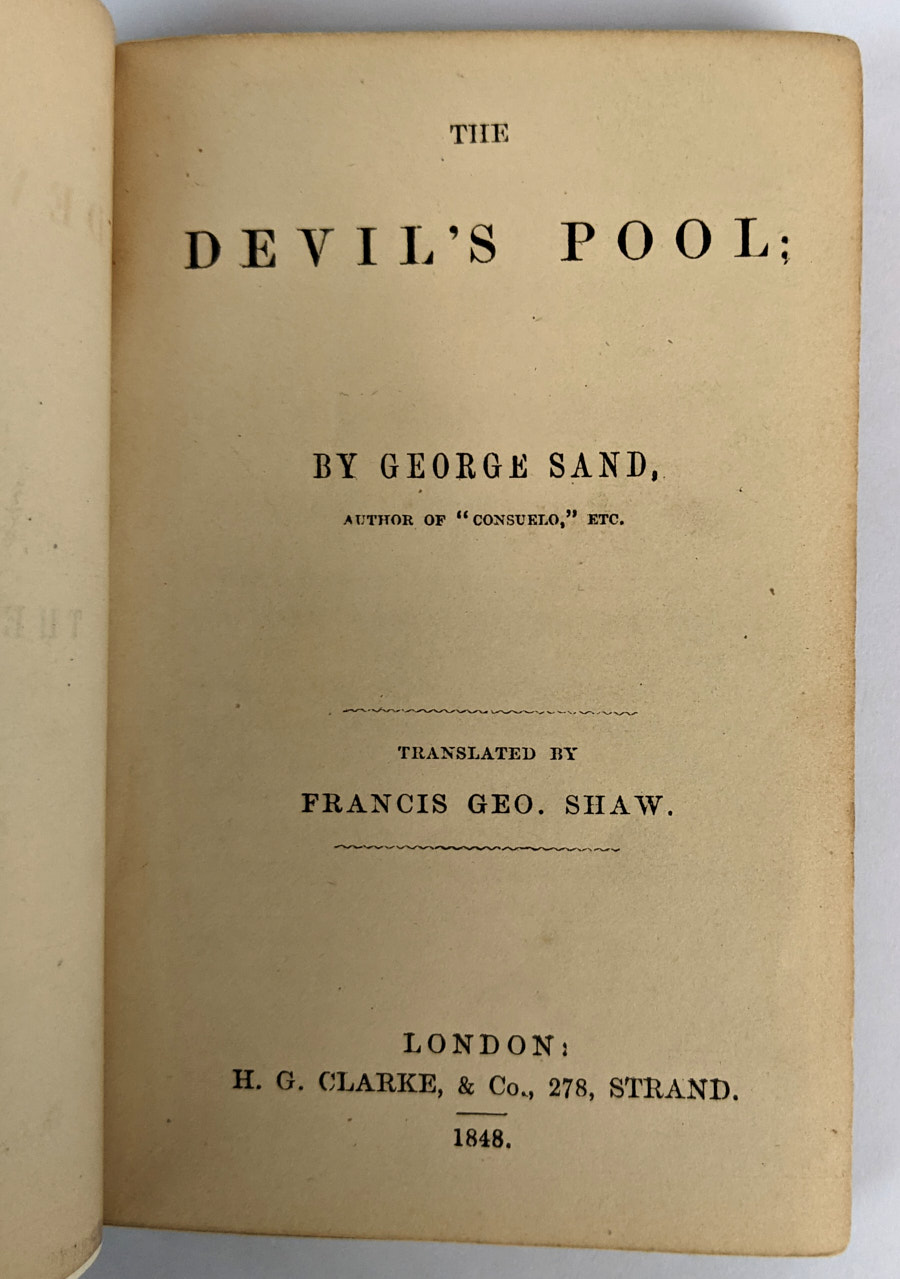 THE
DEVIL'S POOL;
BY GEORGE SAND,
AUTHOR OF “CONSUELO,” ETC.
TRANSLATED BY
FRANCIS GEO. SHAW.
LONDON:
H. G. CLARKE, & Co., 278, STRAND.
1848.